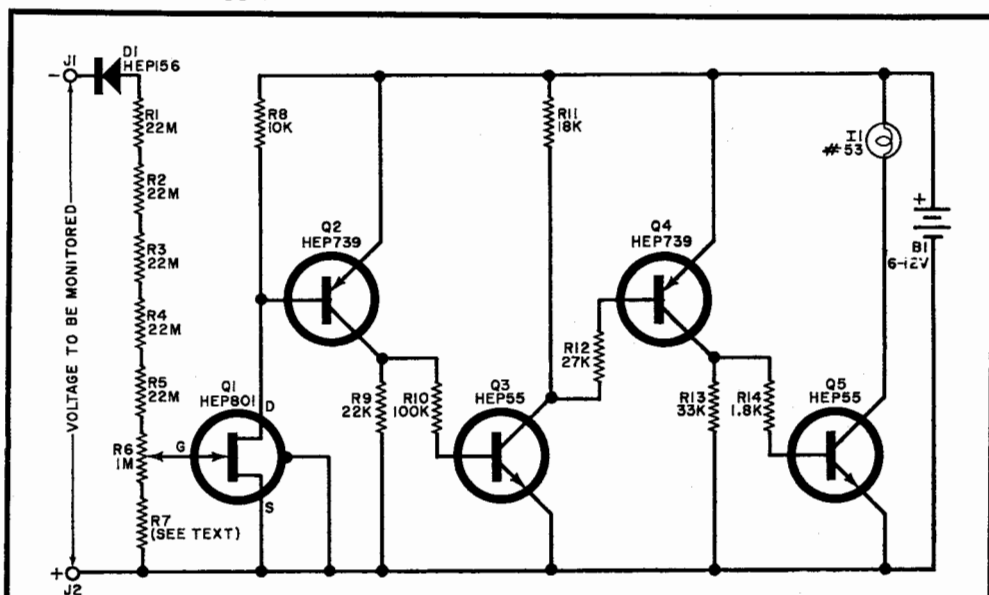 J1
D1
HEP156
-
R1
22M
R2
22M
R3
22M
R4
22M
R5
22M
R6
1M
R7
(SEE TEXT)
VOLTAGE TO BE MONITORED
+
J2
Q1
HEP801
G
D
S
R8
10K
Q2
HEP739
R9
22K
R10
100K
Q3
HEP55
R11
18K
R12
27K
Q4
HEP739
R13
33K
R14
1.8K
Q5
HEP55
I1
#53
+
B1
6-12V